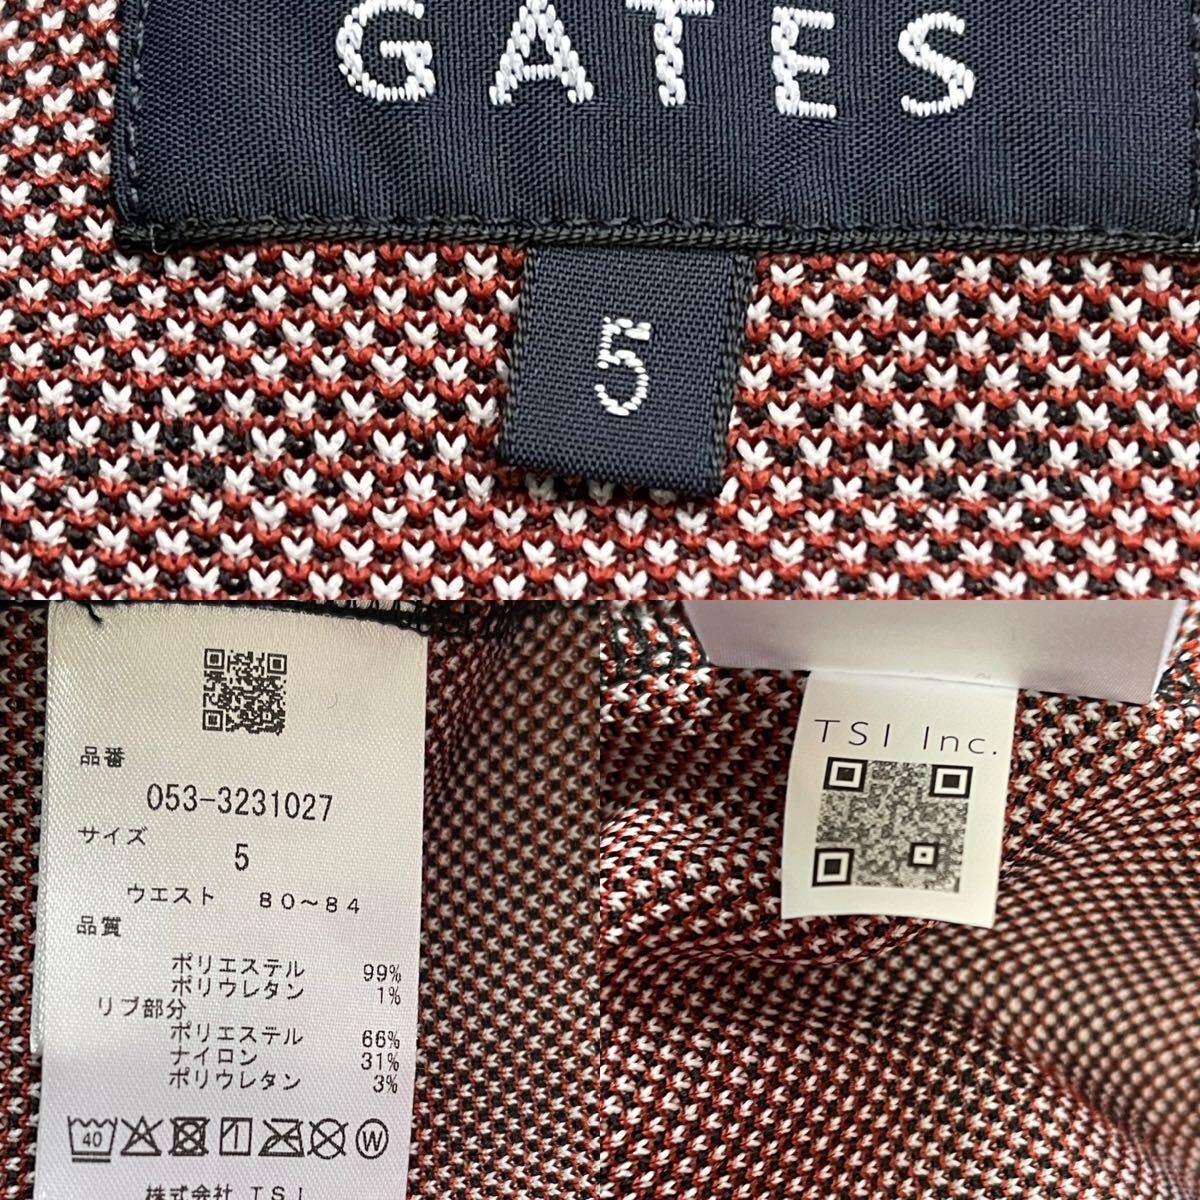 GATES
5
品番
053-3231027
サイズ
5
ウエスト 80～84
品質
ポリエステル 99%
ポリウレタン 1%
リブ部分
ポリエステル 66%
ナイロン 31%
ポリウレタン 3%
40
W
株式会社 TSI
TSI Inc.